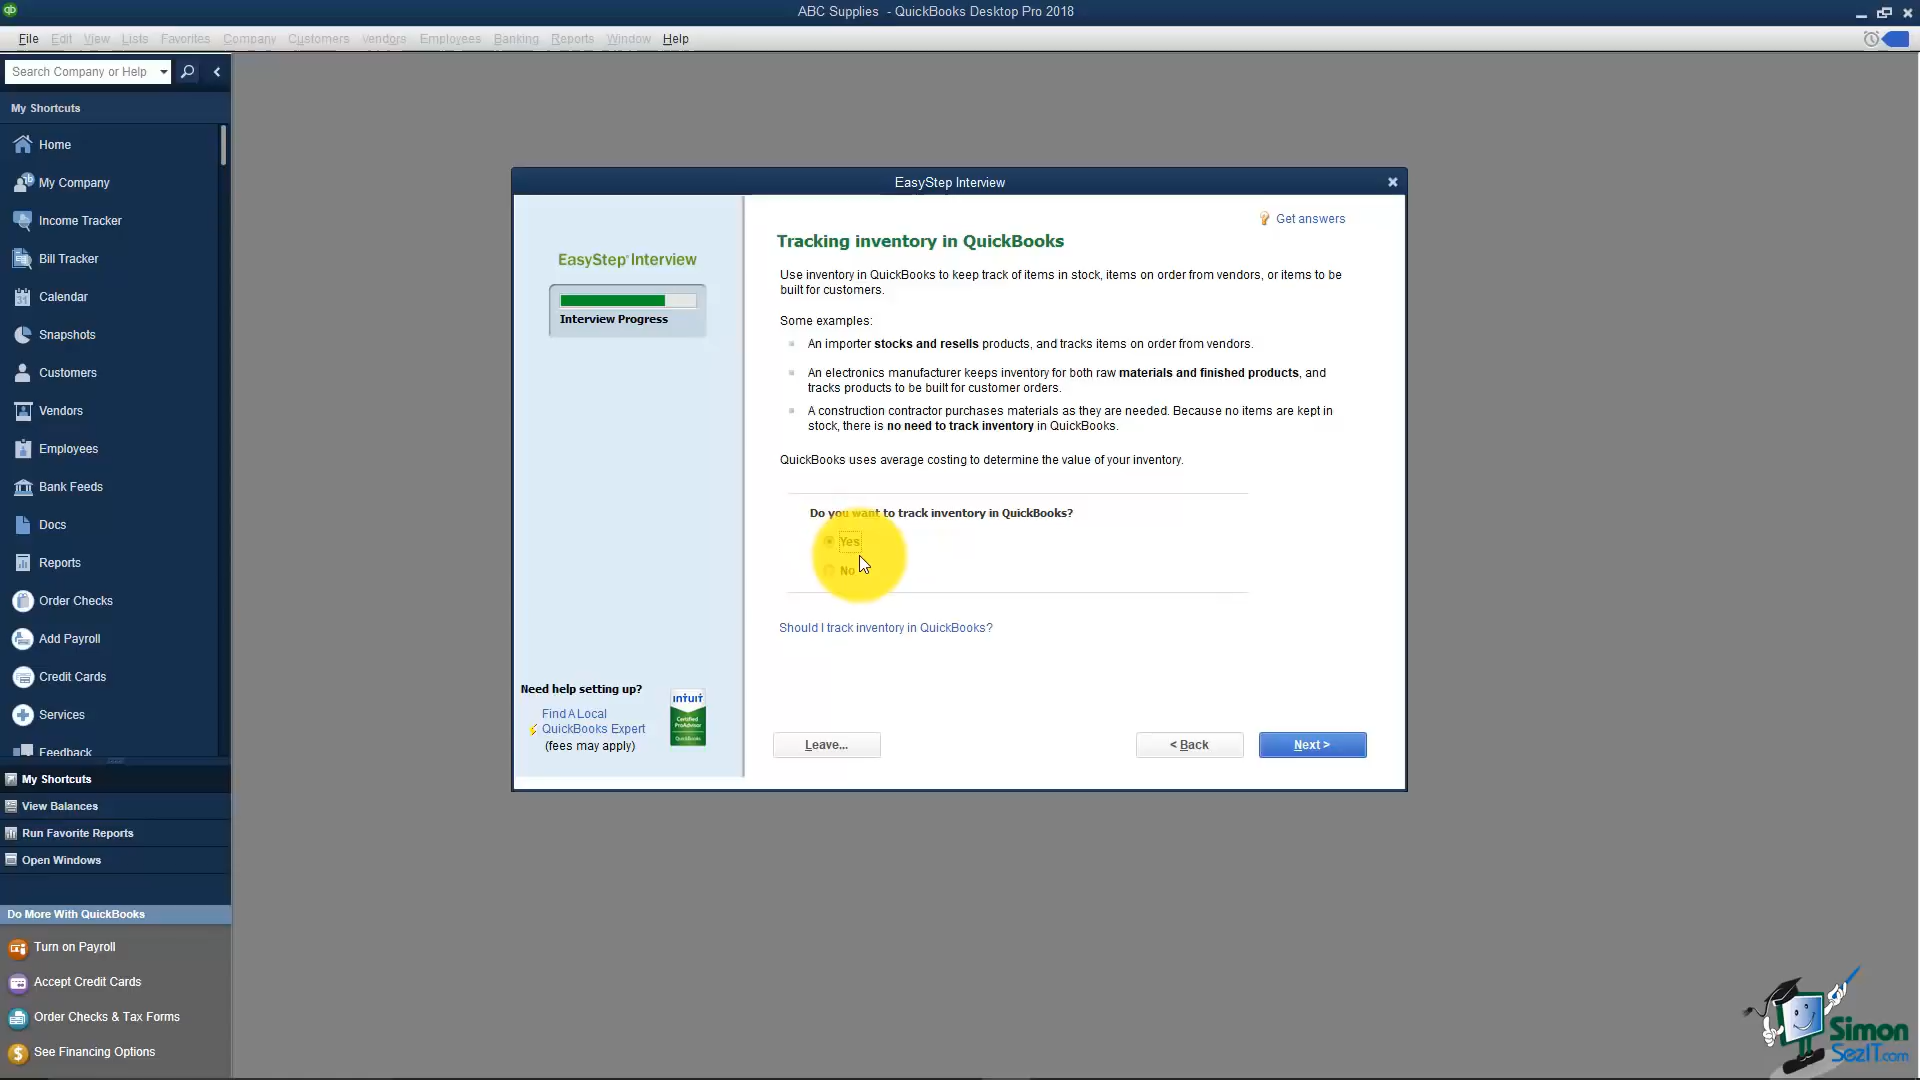 ABC Supplies - QuickBooks Desktop Pro 2018
File Edit View Lists Favorites Company Customers Vendors Employees Banking Reports Window Help
Search Company or Help
My Shortcuts
Home
My Company
Income Tracker
Bill Tracker
Calendar
Snapshots
Customers
Vendors
Employees
Bank Feeds
Docs
Reports
Order Checks
Add Payroll
Credit Cards
Services
Feedback
My Shortcuts
View Balances
Run Favorite Reports
Open Windows
Do More With QuickBooks
Turn on Payroll
Accept Credit Cards
Order Checks & Tax Forms
See Financing Options
EasyStep Interview
EasyStep Interview
Interview Progress
Need help setting up?
Find A Local
QuickBooks Expert
(fees may apply)
intuit
Certified
ProAdvisor
QuickBooks
Get answers
Tracking inventory in QuickBooks
Use inventory in QuickBooks to keep track of items in stock, items on order from vendors, or items to be
built for customers.
Some examples:
An importer stocks and resells products, and tracks items on order from vendors.
An electronics manufacturer keeps inventory for both raw materials and finished products, and
tracks products to be built for customer orders.
A construction contractor purchases materials as they are needed. Because no items are kept in
stock, there is no need to track inventory in QuickBooks.
QuickBooks uses average costing to determine the value of your inventory.
Do you want to track inventory in QuickBooks?
Yes
No
Should I track inventory in QuickBooks?
Leave...
< Back
Next >
Simon
SezIT.com